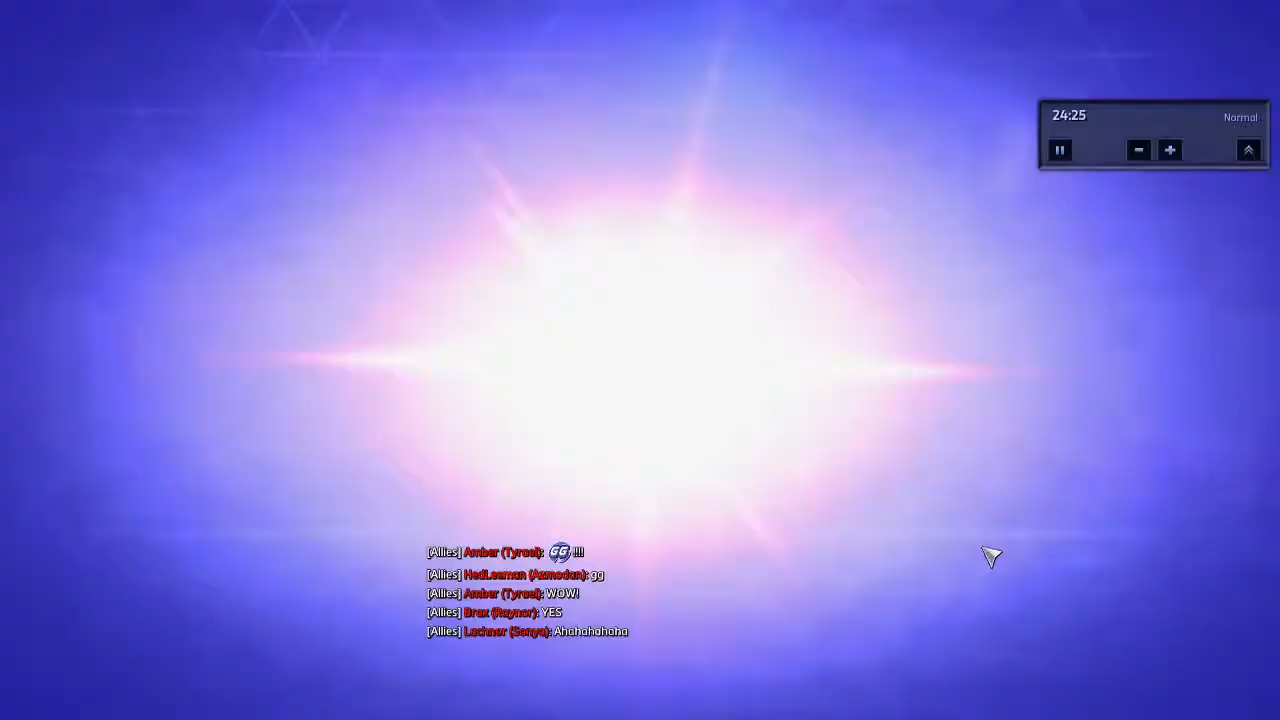 24:25
Normal
[Allies] Amber (Tyrael): GG !!!!
[Allies] HedLeeman (Azmodan): gg
[Allies] Amber (Tyrael): WOW!
[Allies] Brax (Raynor): YES
[Allies] Lachnor (Sonya): Ahahahahaha